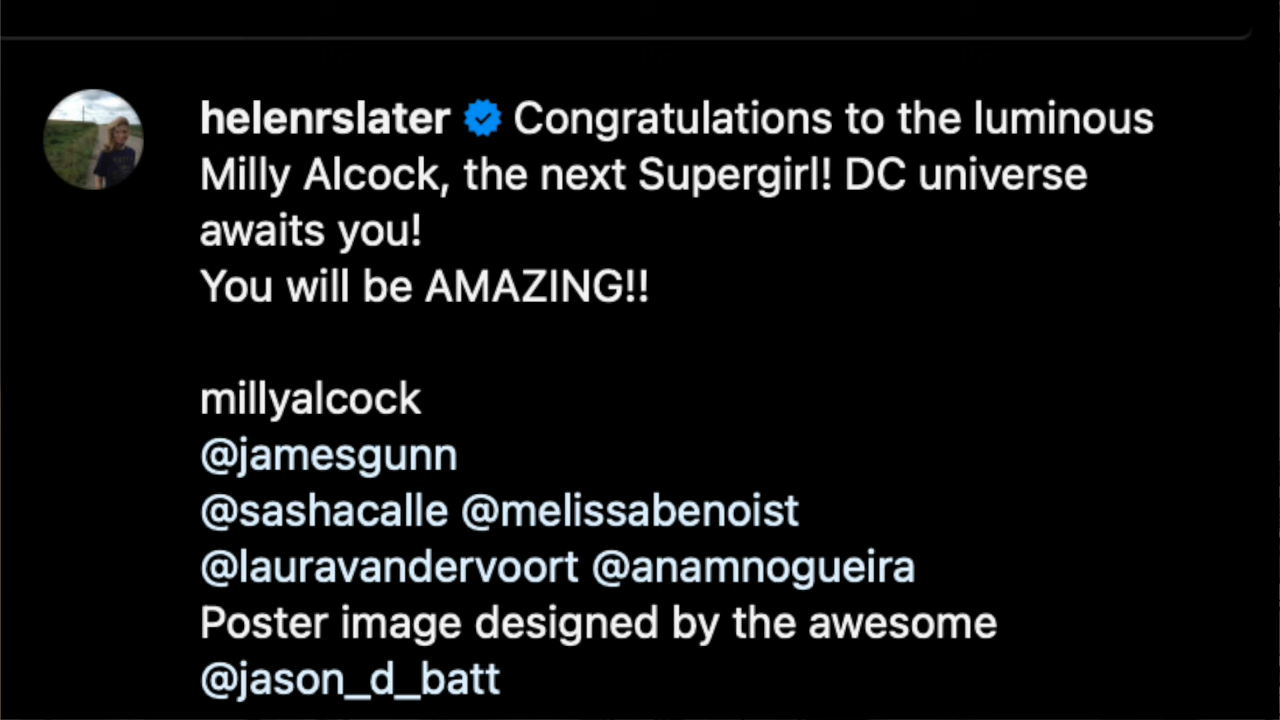 helenrslater Congratulations to the luminous
Milly Alcock, the next Supergirl! DC universe
awaits you!
You will be AMAZING!!
millyalcock
@jamesgunn
@sashacalle @melissabenoist
@lauravandervoort @anamnogueira
Poster image designed by the awesome
@jason_d_batt